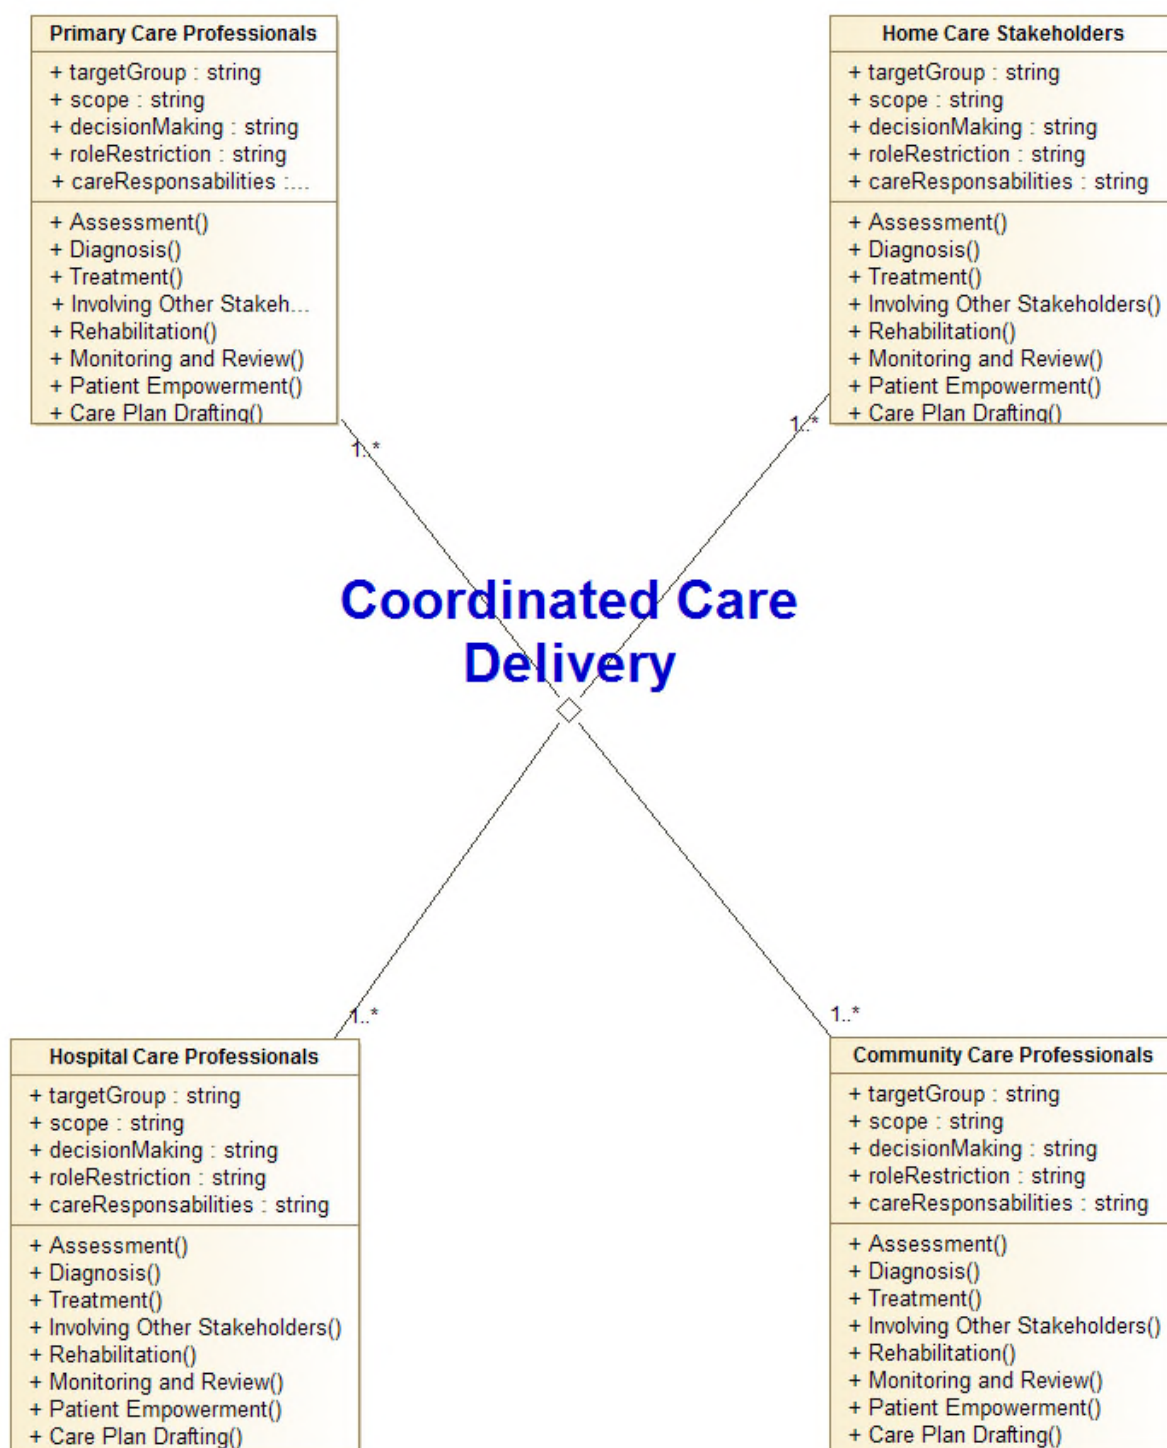 Primary Care Professionals
+ targetGroup : string
+ scope : string
+ decisionMaking : string
+ roleRestriction : string
+ careResponsabilities :...
+ Assessment()
+ Diagnosis()
+ Treatment()
+ Involving Other Stakeh...
+ Rehabilitation()
+ Monitoring and Review()
+ Patient Empowerment()
+ Care Plan Drafting()
1..*
Home Care Stakeholders
+ targetGroup : string
+ scope : string
+ decisionMaking : string
+ roleRestriction : string
+ careResponsabilities : string
+ Assessment()
+ Diagnosis()
+ Treatment()
+ Involving Other Stakeholders()
+ Rehabilitation()
+ Monitoring and Review()
+ Patient Empowerment()
+ Care Plan Drafting()
1..*
Coordinated Care
Delivery
1..*
Hospital Care Professionals
+ targetGroup : string
+ scope : string
+ decisionMaking : string
+ roleRestriction : string
+ careResponsabilities : string
+ Assessment()
+ Diagnosis()
+ Treatment()
+ Involving Other Stakeholders()
+ Rehabilitation()
+ Monitoring and Review()
+ Patient Empowerment()
+ Care Plan Drafting()
1..*
Community Care Professionals
+ targetGroup : string
+ scope : string
+ decisionMaking : string
+ roleRestriction : string
+ careResponsabilities : string
+ Assessment()
+ Diagnosis()
+ Treatment()
+ Involving Other Stakeholders()
+ Rehabilitation()
+ Monitoring and Review()
+ Patient Empowerment()
+ Care Plan Drafting()